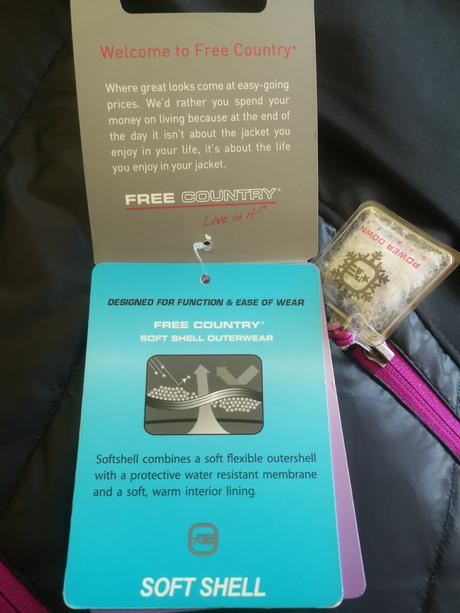 Welcome to Free Country®
Where great looks come at easy-going
prices. We'd rather you spend your
money on living because at the end of
the day it isn't about the jacket you
enjoy in your life, it's about the life
you enjoy in your jacket.
FREE COUNTRY®
Live in it!®
POWER DOWN
DESIGNED FOR FUNCTION & EASE OF WEAR
FREE COUNTRY®
SOFT SHELL OUTERWEAR
Softshell combines a soft flexible outershell
with a protective water resistant membrane
and a soft, warm interior lining.
SOFT SHELL